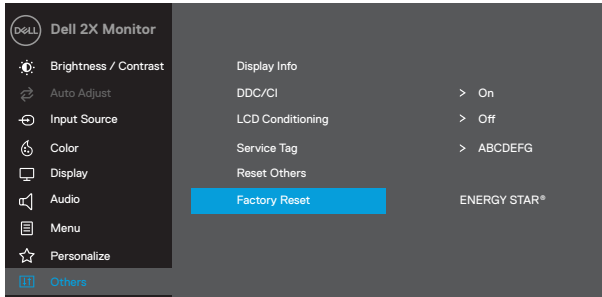 DELL Dell 2X Monitor
Brightness / Contrast
Display Info
Auto Adjust
DDC/CI > On
Input Source
LCD Conditioning > Off
Color
Service Tag > ABCDEFG
Display
Reset Others
Audio
Factory Reset ENERGY STAR®
Menu
Personalize
Others